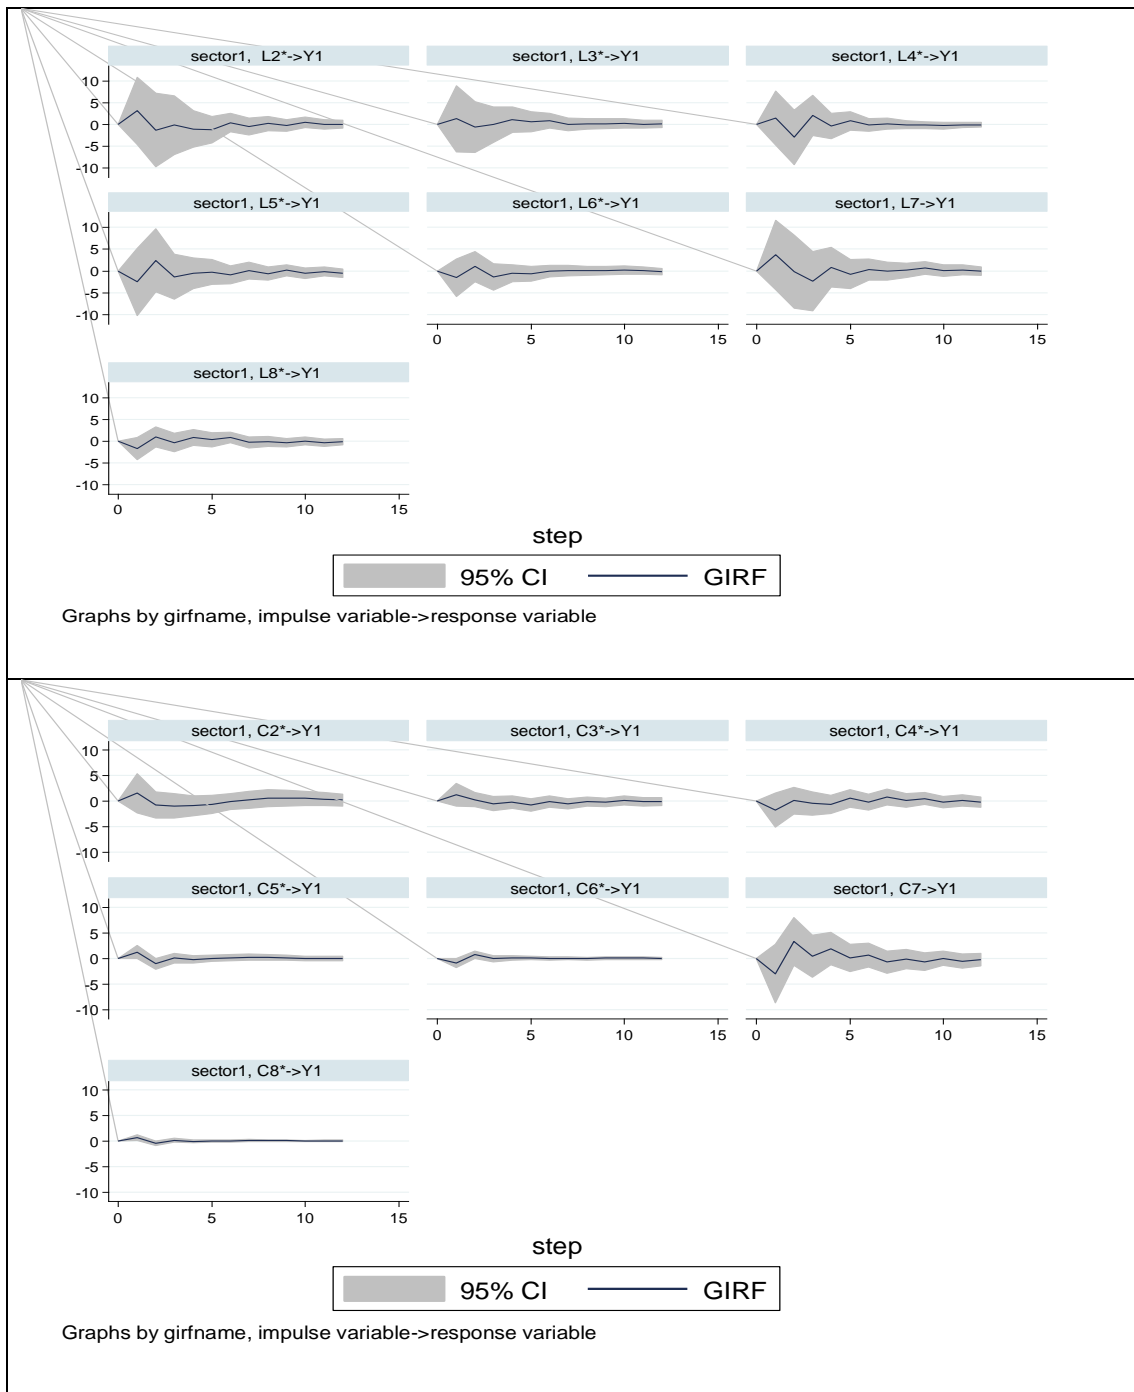 sector1, L2*->Y1
sector1, L3*->Y1
sector1, L4*->Y1
10
5
0
-5
-10
sector1, L5*->Y1
sector1, L6*->Y1
sector1, L7->Y1
10
5
0
-5
-10
0 5 10 15
0 5 10 15
sector1, L8*->Y1
10
5
0
-5
-10
0 5 10 15
step
95% CI GIRF
Graphs by girfname, impulse variable->response variable
sector1, C2*->Y1
sector1, C3*->Y1
sector1, C4*->Y1
10
5
0
-5
-10
sector1, C5*->Y1
sector1, C6*->Y1
sector1, C7->Y1
10
5
0
-5
-10
0 5 10 15
0 5 10 15
sector1, C8*->Y1
10
5
0
-5
-10
0 5 10 15
step
95% CI GIRF
Graphs by girfname, impulse variable->response variable